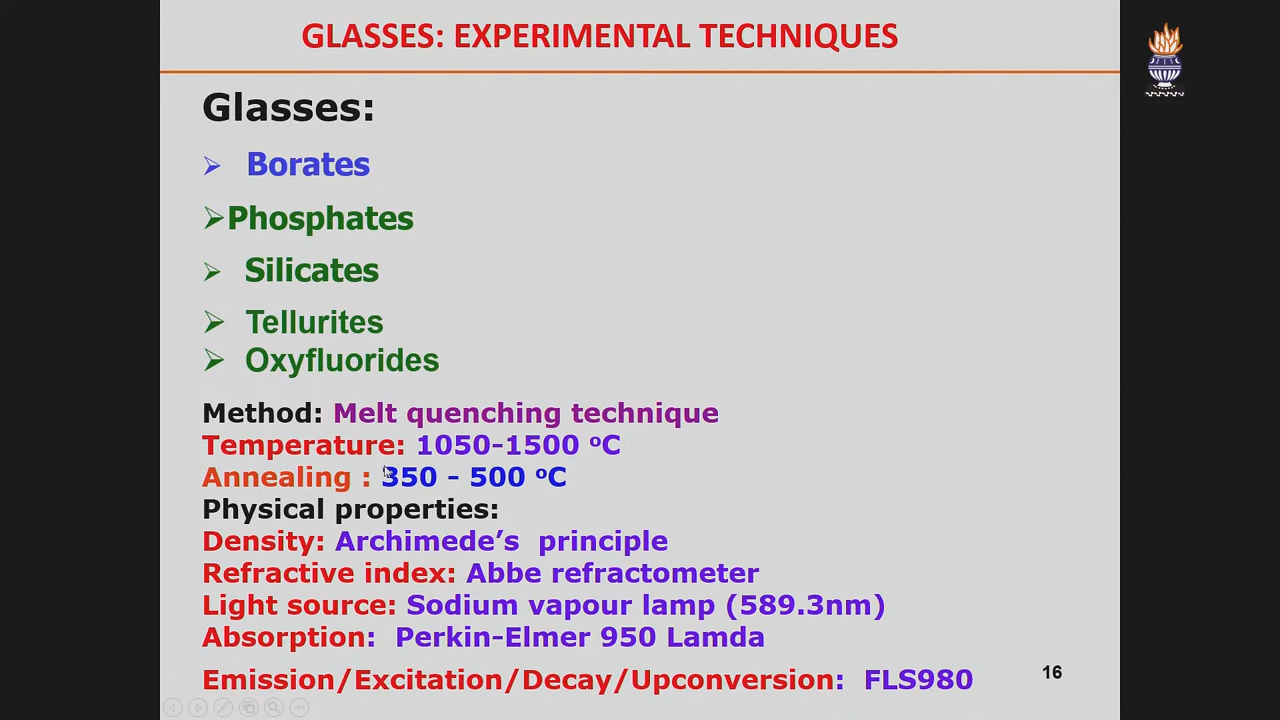 GLASSES: EXPERIMENTAL TECHNIQUES
Glasses:
➢ Borates
➢Phosphates
➢ Silicates
➢ Tellurites
➢ Oxyfluorides
Method: Melt quenching technique
Temperature: 1050-1500 ºC
Annealing : 350 – 500 ºC
Physical properties:
Density: Archimede’s principle
Refractive index: Abbe refractometer
Light source: Sodium vapour lamp (589.3nm)
Absorption: Perkin-Elmer 950 Lamda
Emission/Excitation/Decay/Upconversion: FLS980
16